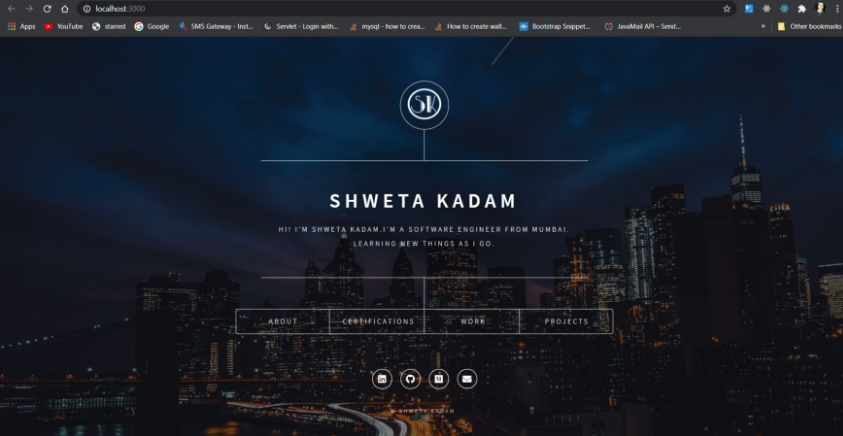 localhost:3000
Apps YouTube starred Google SMS Gateway - Inst... Servlet - Login with... mysql - how to crea... How to create wall... Bootstrap Snippet... JavaMail API – Send... » Other bookmarks
SK
SHWETA KADAM
HI! I'M SHWETA KADAM.I'M A SOFTWARE ENGINEER FROM MUMBAI.
LEARNING NEW THINGS AS I GO.
ABOUT CERTIFICATIONS WORK PROJECTS
© SHWETA KADAM.